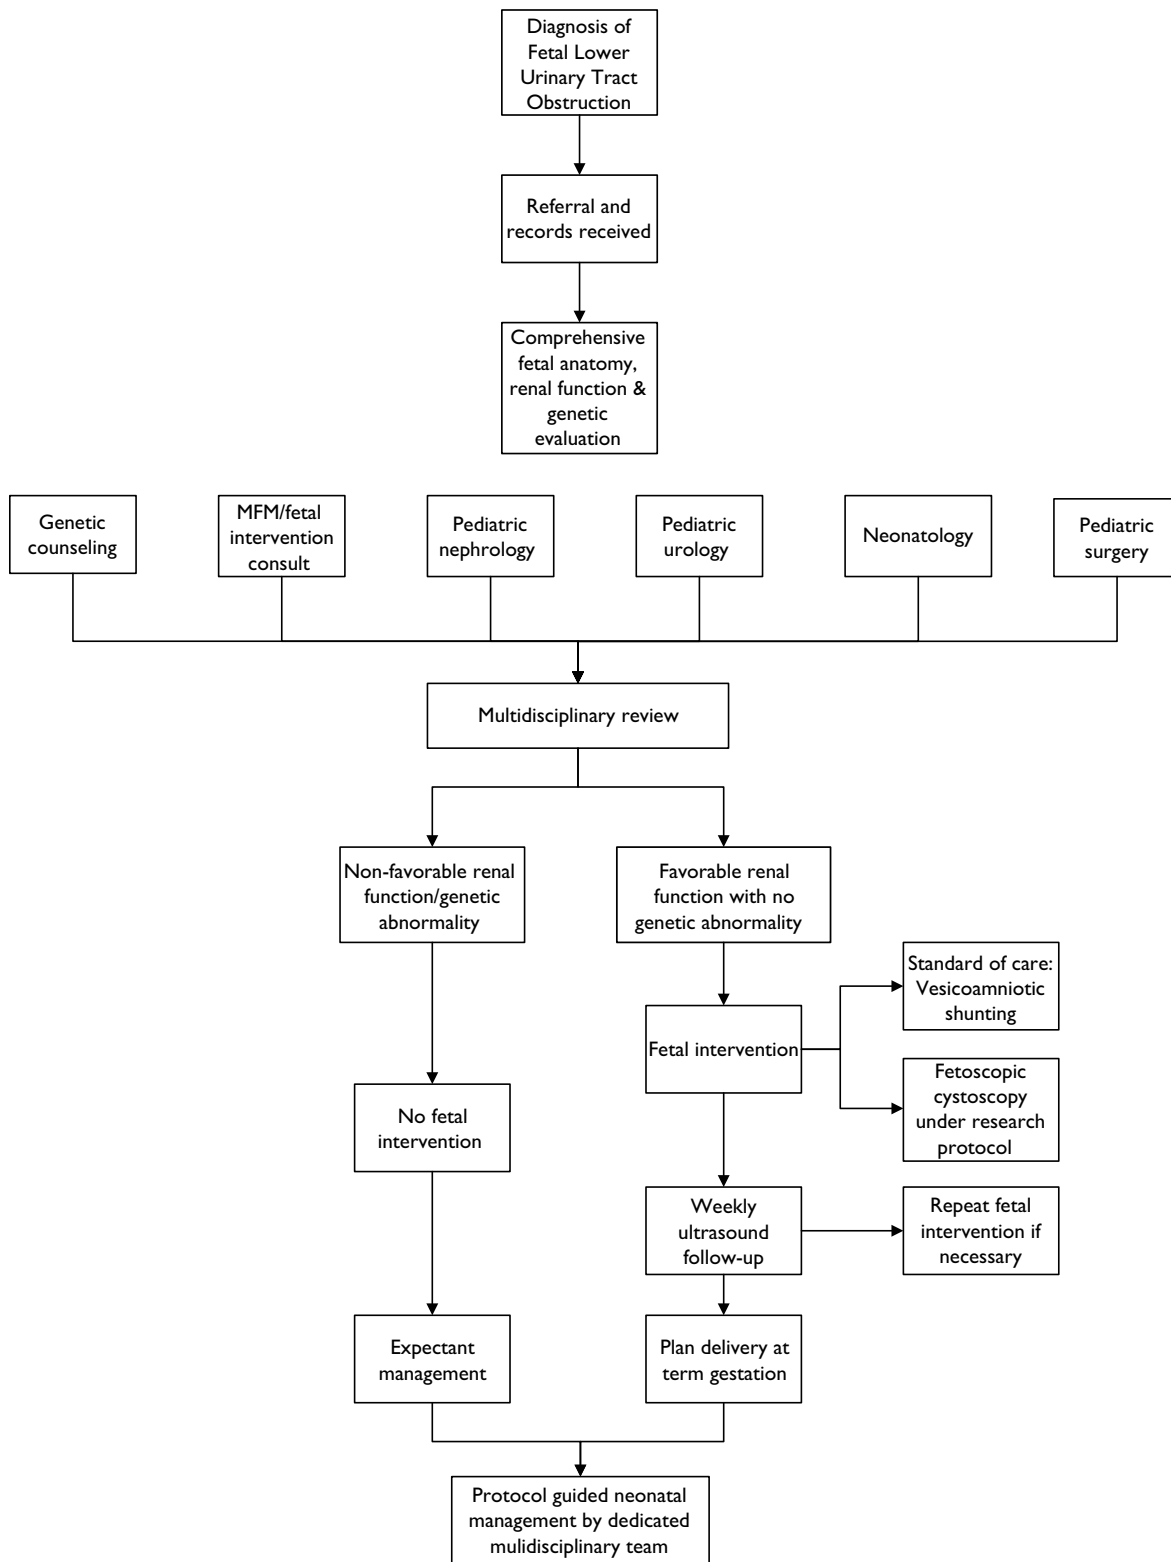 Diagnosis of
Fetal Lower
Urinary Tract
Obstruction
Referral and
records received
Comprehensive
fetal anatomy,
renal function &
genetic
evaluation
Genetic
counseling
MFM/fetal
intervention
consult
Pediatric
nephrology
Pediatric
urology
Neonatology
Pediatric
surgery
Multidisciplinary review
Non-favorable renal
function/genetic
abnormality
Favorable renal
function with no
genetic abnormality
Standard of care:
Vesicoamniotic
shunting
Fetal intervention
Fetoscopic
cystoscopy
under research
protocol
No fetal
intervention
Weekly
ultrasound
follow-up
Repeat fetal
intervention if
necessary
Expectant
management
Plan delivery at
term gestation
Protocol guided neonatal
management by dedicated
mulidisciplinary team